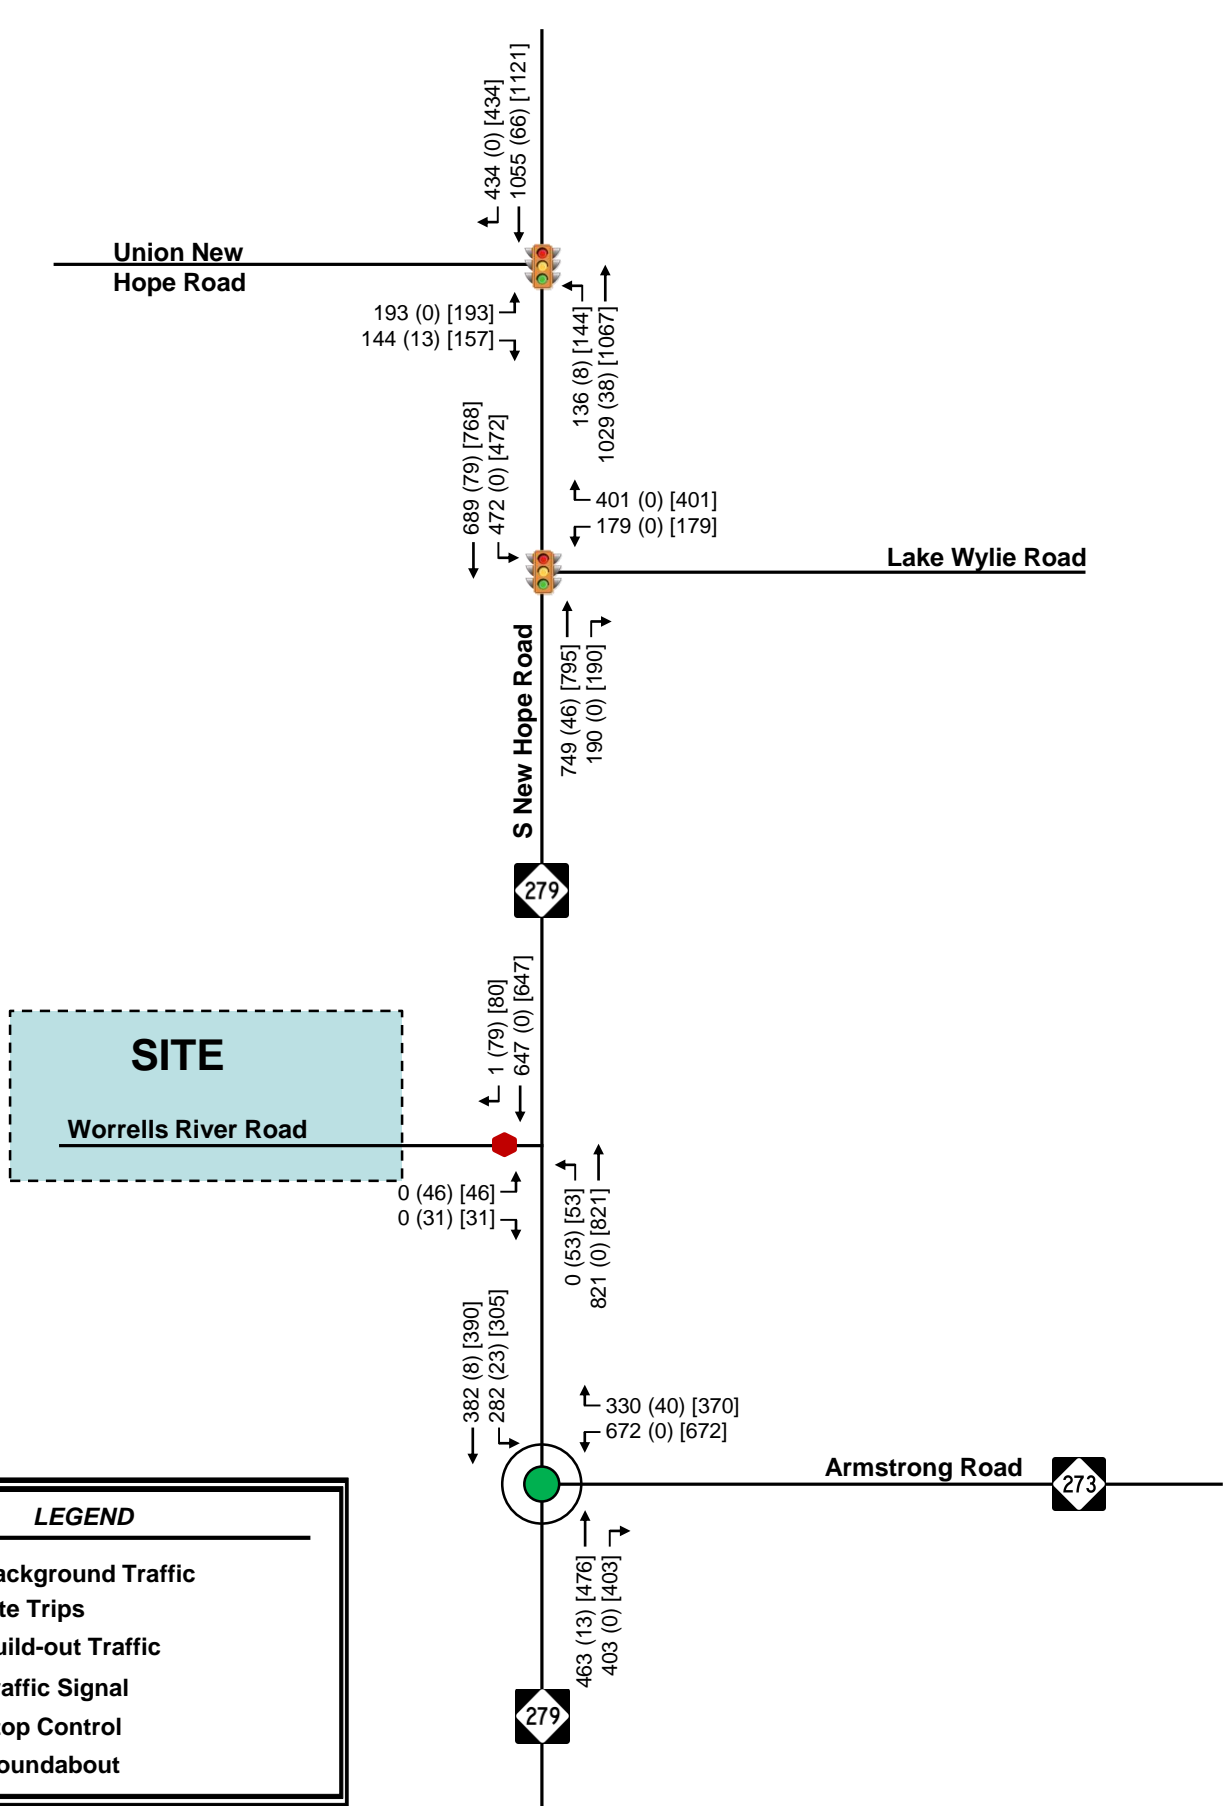 434 (0) [434]
1055 (66) [1121]
Union New
Hope Road
193 (0) [193]
144 (13) [157]
136 (8) [144]
1029 (38) [1067]
689 (79) [768]
472 (0) [472]
401 (0) [401]
179 (0) [179]
Lake Wylie Road
S New Hope Road
749 (46) [795]
190 (0) [190]
279
1 (79) [80]
647 (0) [647]
SITE
Worrells River Road
0 (46) [46]
0 (31) [31]
0 (53) [53]
821 (0) [821]
382 (8) [390]
282 (23) [305]
330 (40) [370]
672 (0) [672]
Armstrong Road
273
463 (13) [476]
403 (0) [403]
LEGEND
ackground Traffic
te Trips
uild-out Traffic
affic Signal
top Control
oundabout
279